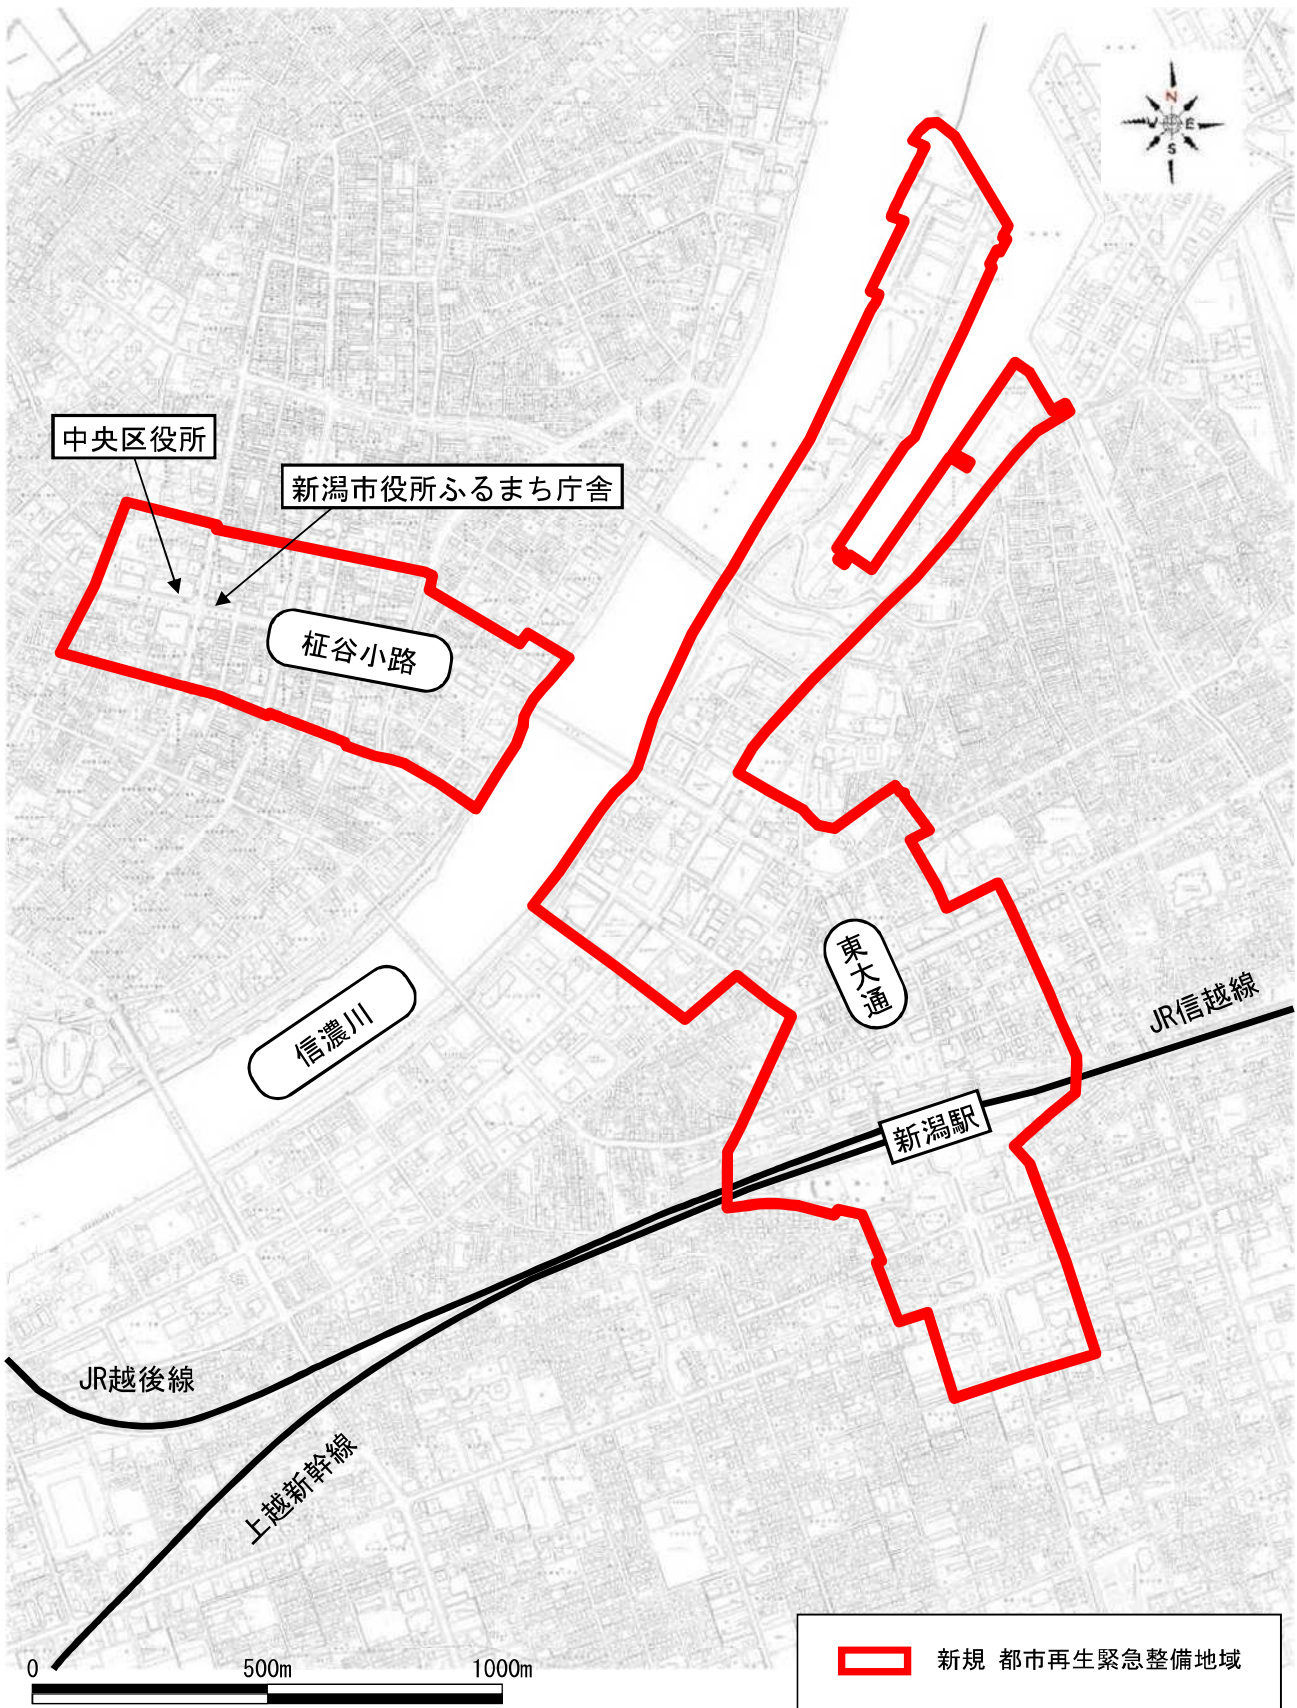 N
W E
S
中央区役所
新潟市役所ふるまち庁舎
柾谷小路
東大通
信濃川
JR信越線
新潟駅
JR越後線
上越新幹線
0 500m 1000m
新規 都市再生緊急整備地域